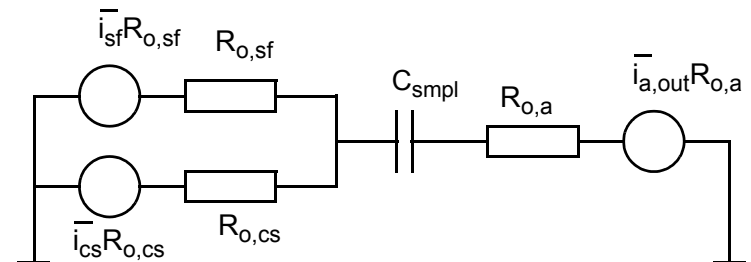 i̅sfRo,sf
Ro,sf
Csmpl
Ro,a
i̅a,outRo,a
Ro,cs
i̅csRo,cs